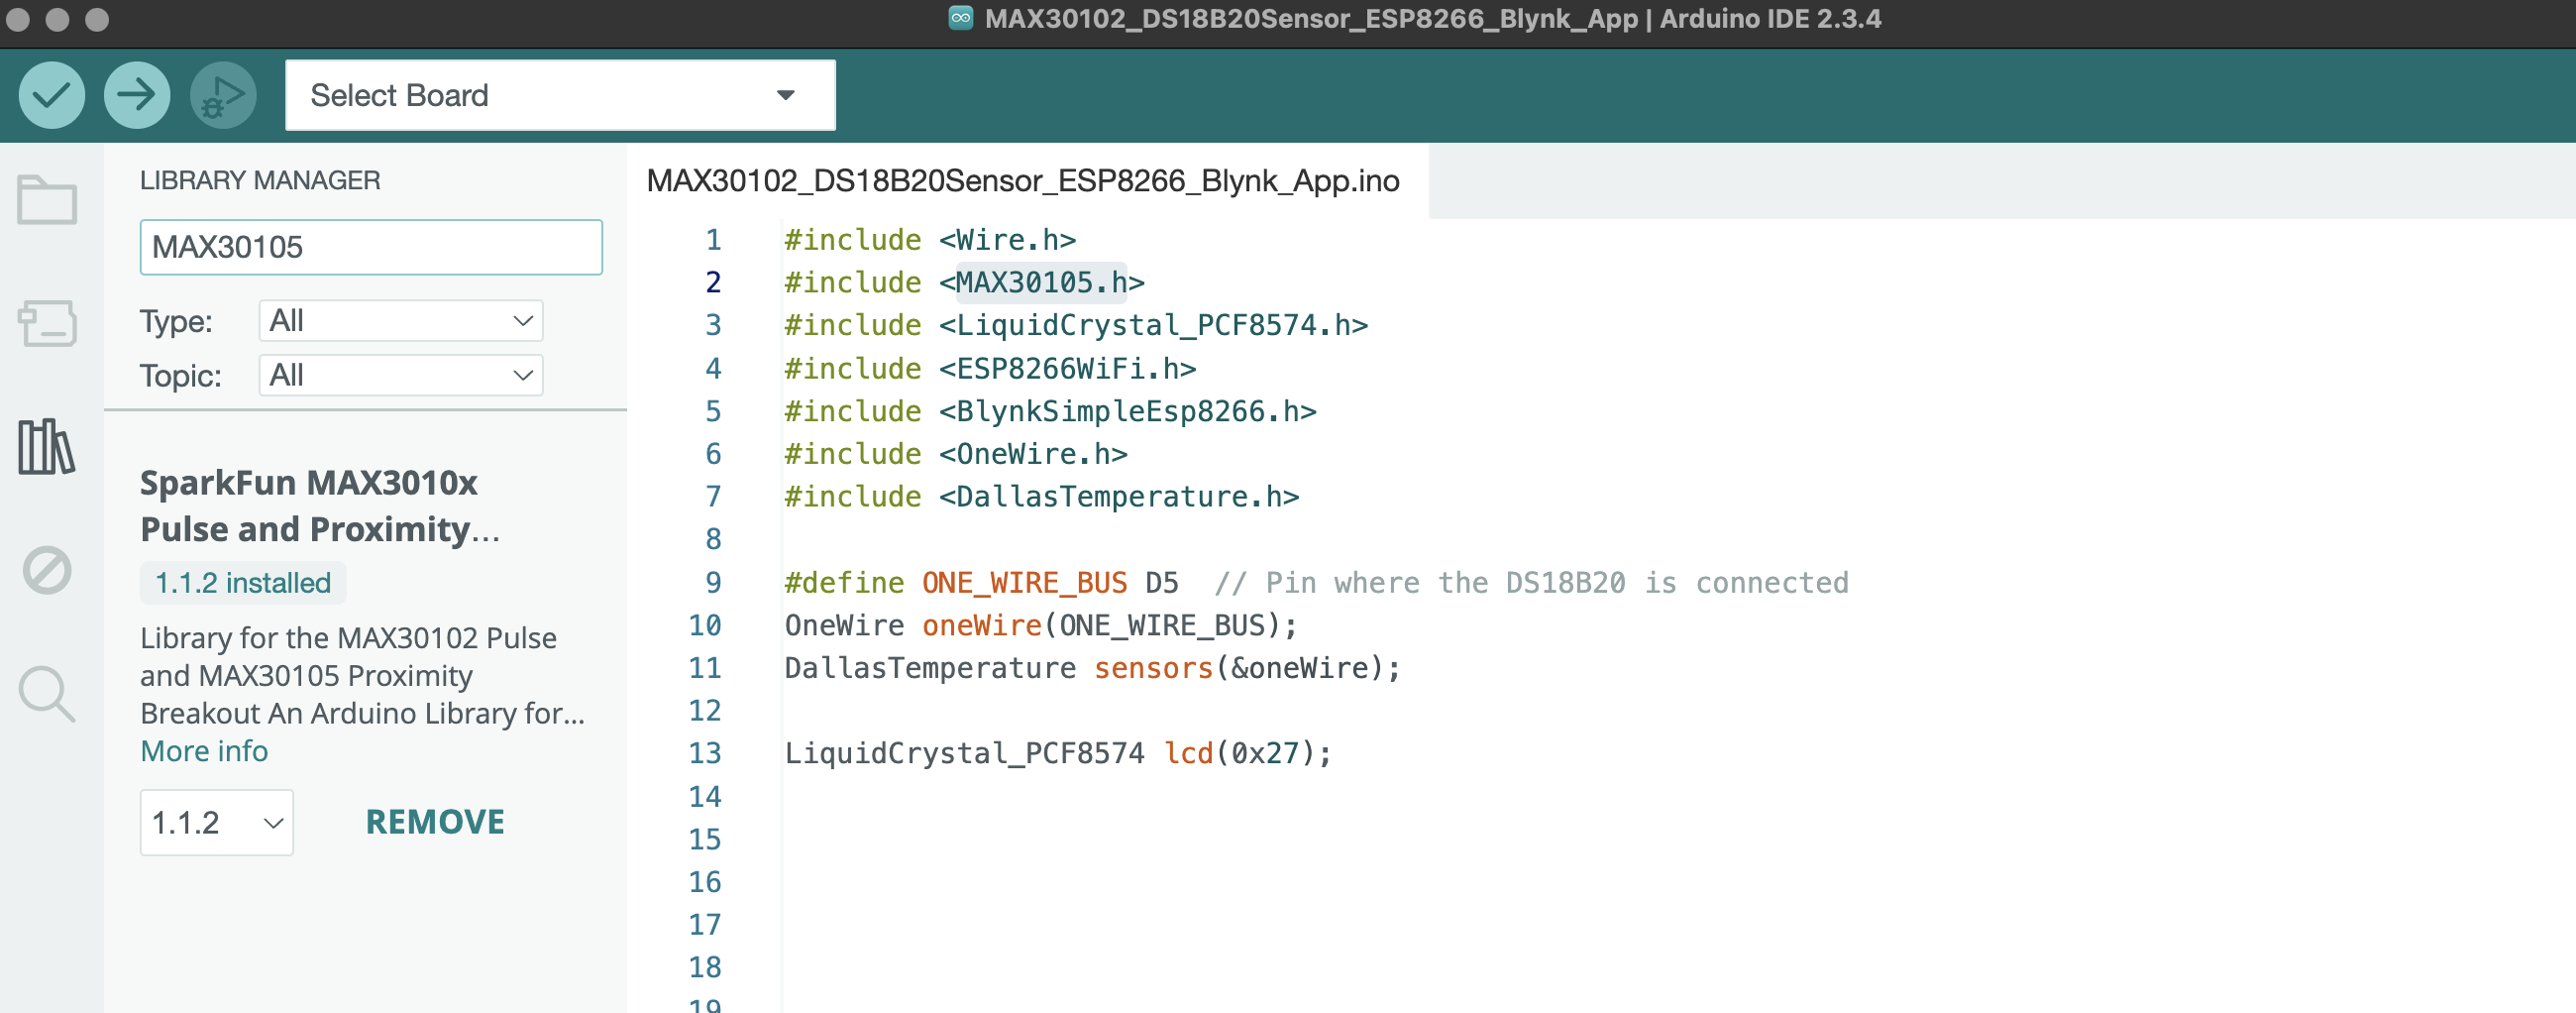 MAX30102_DS18B20Sensor_ESP8266_Blynk_App | Arduino IDE 2.3.4
Select Board
LIBRARY MANAGER
MAX30105
Type:
All
Topic:
All
SparkFun MAX3010x
Pulse and Proximity...
1.1.2 installed
Library for the MAX30102 Pulse
and MAX30105 Proximity
Breakout An Arduino Library for...
More info
1.1.2
REMOVE
MAX30102_DS18B20Sensor_ESP8266_Blynk_App.ino
1 #include <Wire.h>
2 #include <MAX30105.h>
3 #include <LiquidCrystal_PCF8574.h>
4 #include <ESP8266WiFi.h>
5 #include <BlynkSimpleEsp8266.h>
6 #include <OneWire.h>
7 #include <DallasTemperature.h>
8
9 #define ONE_WIRE_BUS D5  // Pin where the DS18B20 is connected
10 OneWire oneWire(ONE_WIRE_BUS);
11 DallasTemperature sensors(&oneWire);
12
13 LiquidCrystal_PCF8574 lcd(0x27);
14
15
16
17
18
19